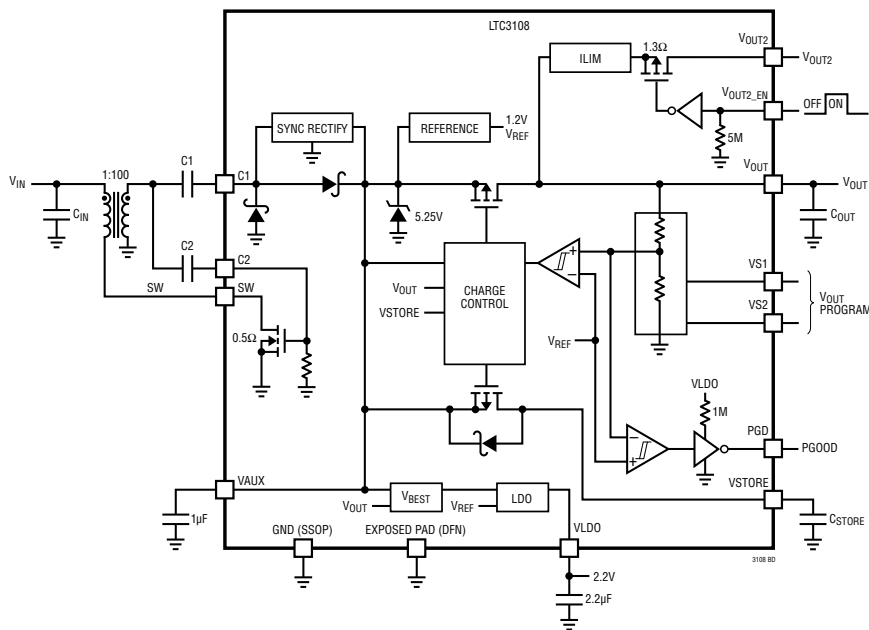 LTC3108
ILIM
1.3Ω
VOUT2
VOUT2
VOUT2_EN
OFF ON
5M
SYNC RECTIFY
REFERENCE
1.2V
VREF
1:100
C1
C1
VIN
CIN
5.25V
VOUT
VOUT
COUT
C2
C2
SW
SW
0.5Ω
VOUT
VSTORE
CHARGE
CONTROL
+
–
VREF
VS1
VS2
VOUT
PROGRAM
VLDO
1M
–
+
PGD
PGOOD
VSTORE
CSTORE
VAUX
1µF
VOUT
VBEST
VREF
LDO
GND (SSOP)
EXPOSED PAD (DFN)
VLDO
2.2V
2.2µF
3108 BD